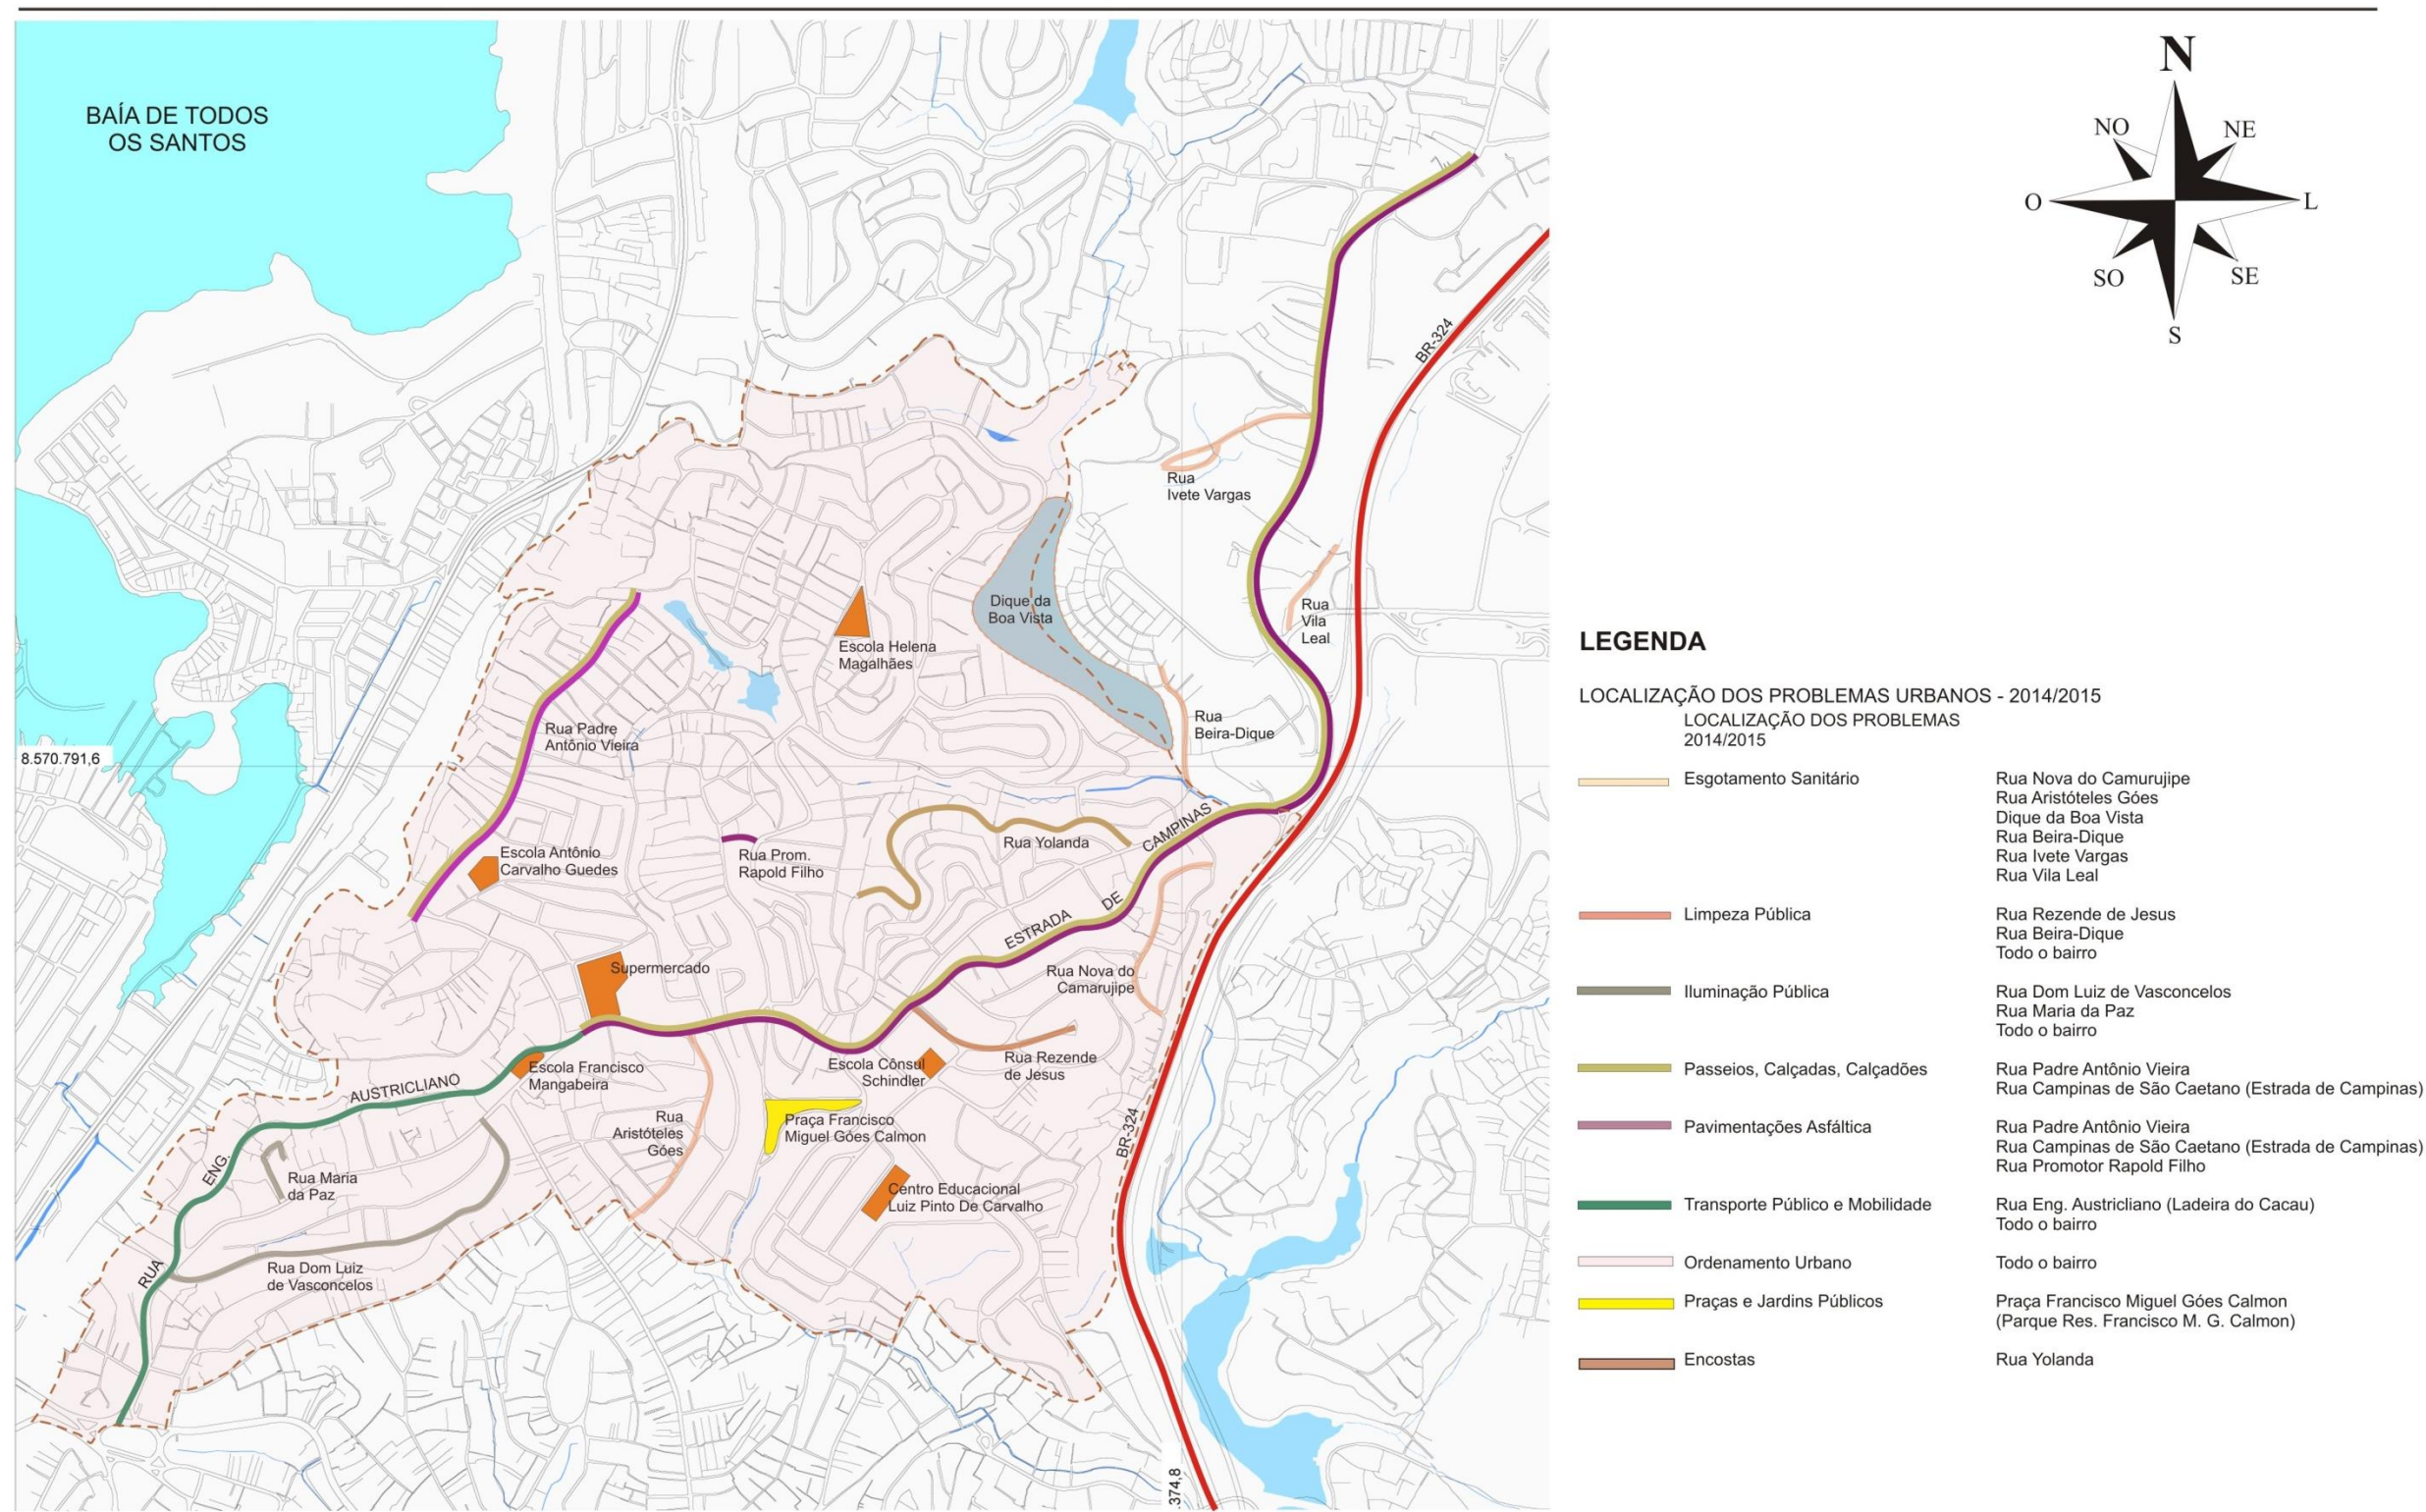 BAÍA DE TODOS
OS SANTOS
N
NO
NE
O
L
SO
SE
S
BR-324
Rua
Ivete Vargas
Dique da
Boa Vista
Rua
Vila
Leal
Escola Helena
Magalhães
Rua
Beira-Dique
Rua Padre
Antônio Vieira
8.570.791,6
Escola Antônio
Carvalho Guedes
Rua Prom.
Rapold Filho
Rua Yolanda
ESTRADA DE CAMPINAS
Supermercado
Rua Nova do
Camarujipe
Escola Francisco
Mangabeira
Escola Cônsul
Schindler
Rua Rezende
de Jesus
RUA ENG. AUSTRICLIANO
Rua
Aristóteles
Góes
Praça Francisco
Miguel Góes Calmon
BR-324
Rua Maria
da Paz
Centro Educacional
Luiz Pinto De Carvalho
Rua Dom Luiz
de Vasconcelos
.374,8
LEGENDA
LOCALIZAÇÃO DOS PROBLEMAS URBANOS - 2014/2015
LOCALIZAÇÃO DOS PROBLEMAS
2014/2015
Esgotamento Sanitário
Rua Nova do Camurujipe
Rua Aristóteles Góes
Dique da Boa Vista
Rua Beira-Dique
Rua Ivete Vargas
Rua Vila Leal
Limpeza Pública
Rua Rezende de Jesus
Rua Beira-Dique
Todo o bairro
Iluminação Pública
Rua Dom Luiz de Vasconcelos
Rua Maria da Paz
Todo o bairro
Passeios, Calçadas, Calçadões
Rua Padre Antônio Vieira
Rua Campinas de São Caetano (Estrada de Campinas)
Pavimentações Asfáltica
Rua Padre Antônio Vieira
Rua Campinas de São Caetano (Estrada de Campinas)
Rua Promotor Rapold Filho
Transporte Público e Mobilidade
Rua Eng. Austricliano (Ladeira do Cacau)
Todo o bairro
Ordenamento Urbano
Todo o bairro
Praças e Jardins Públicos
Praça Francisco Miguel Góes Calmon
(Parque Res. Francisco M. G. Calmon)
Encostas
Rua Yolanda